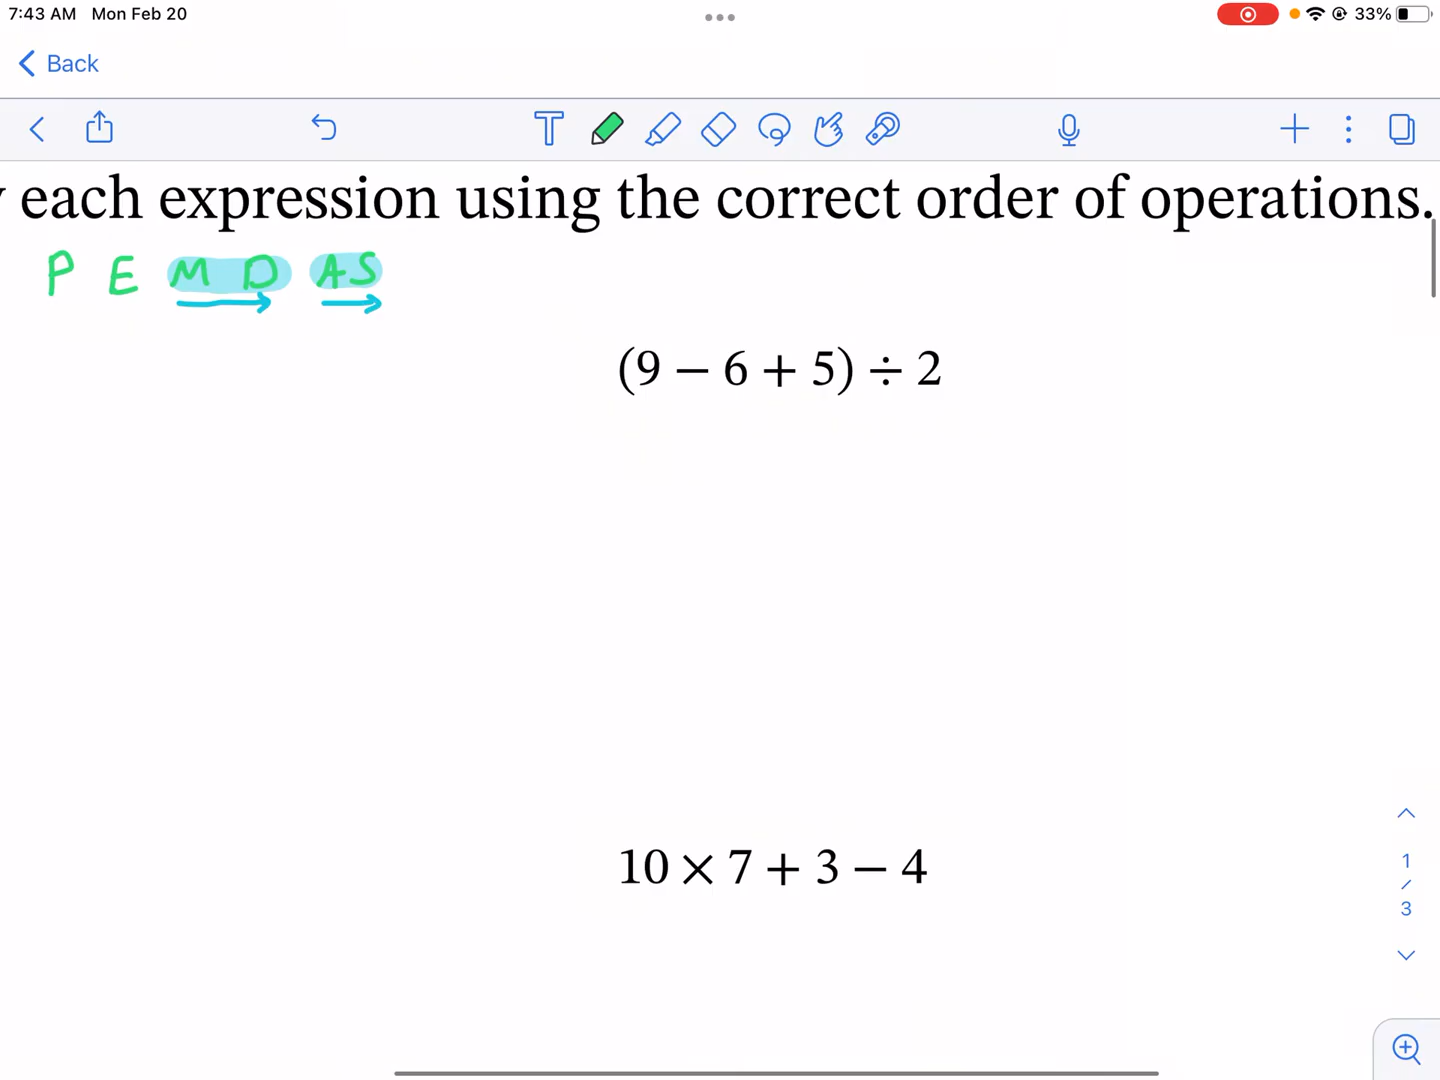 7:43 AM Mon Feb 20
33%
Back
T
each expression using the correct order of operations.
P E M D AS
(9 − 6 + 5) ÷ 2
10 × 7 + 3 − 4
1
/
3